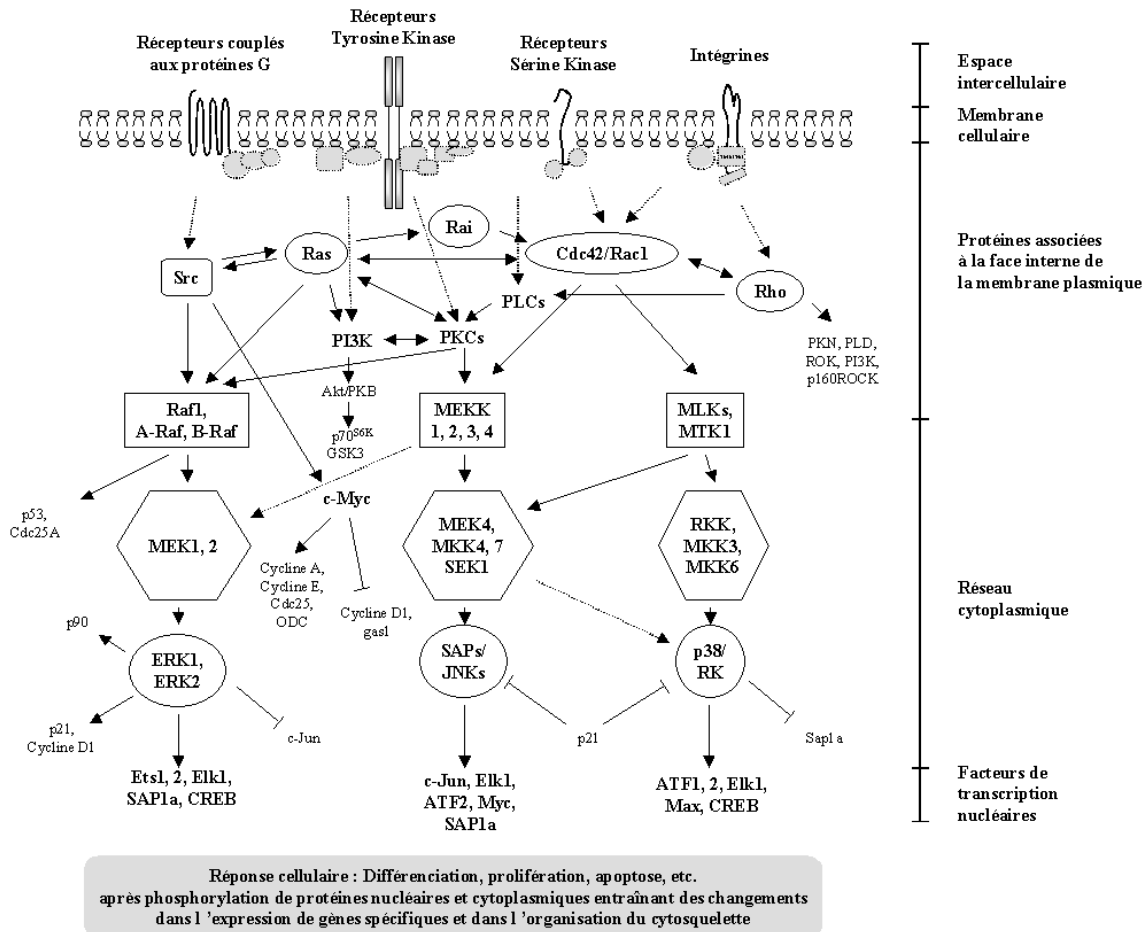 Récepteurs couplés
aux protéines G
Récepteurs
Tyrosine Kinase
Récepteurs
Sérine Kinase
Intégrines
Espace
intercellulaire
Membrane
cellulaire
Src
Ras
Rai
Cdc42/Rac1
Rho
PLCs
PI3K
PKCs
PKN, PLD,
ROK, PI3K,
p160ROCK
Protéines associées
à la face interne de
la membrane plasmique
Akt/PKB
p70S6K
GSK3
Raf1,
A-Raf, B-Raf
MEKK
1, 2, 3, 4
MLKs,
MTK1
p53,
Cdc25A
c-Myc
MEK1, 2
MEK4,
MKK4, 7
SEK1
RKK,
MKK3,
MKK6
Cycline A,
Cycline E,
Cdc25,
ODC
Cycline D1,
gas1
Réseau
cytoplasmique
p90
ERK1,
ERK2
SAPs/
JNKs
p38/
RK
p21,
Cycline D1
c-Jun
p21
Sap1a
Ets1, 2, Elk1,
SAP1a, CREB
c-Jun, Elk1,
ATF2, Myc,
SAP1a
ATF1, 2, Elk1,
Max, CREB
Facteurs de
transcription
nucléaires
Réponse cellulaire : Différenciation, prolifération, apoptose, etc.
après phosphorylation de protéines nucléaires et cytoplasmiques entraînant des changements
dans l 'expression de gènes spécifiques et dans l 'organisation du cytosquelette